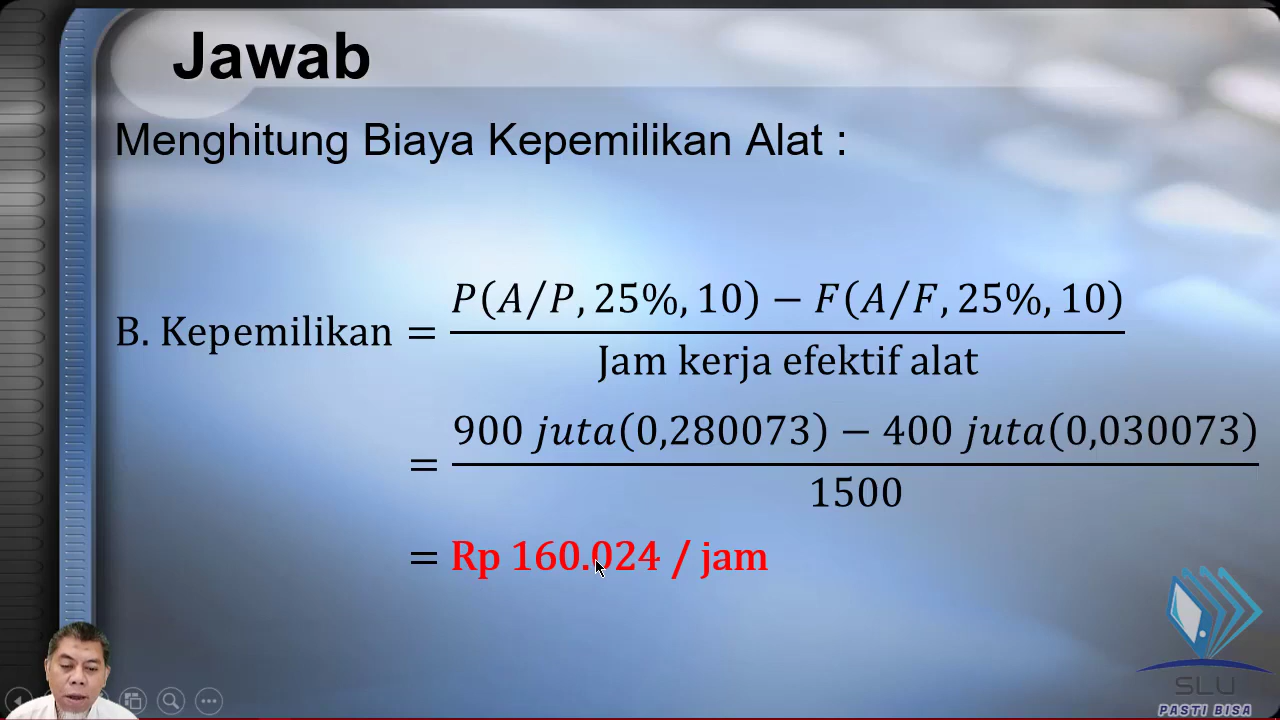 Jawab
Menghitung Biaya Kepemilikan Alat :
B. Kepemilikan = P(A/P, 25%, 10) − F(A/F, 25%, 10)
Jam kerja efektif alat
= 900 juta(0,280073) − 400 juta(0,030073)
1500
= Rp 160.024 / jam
SLU
PASTI BISA